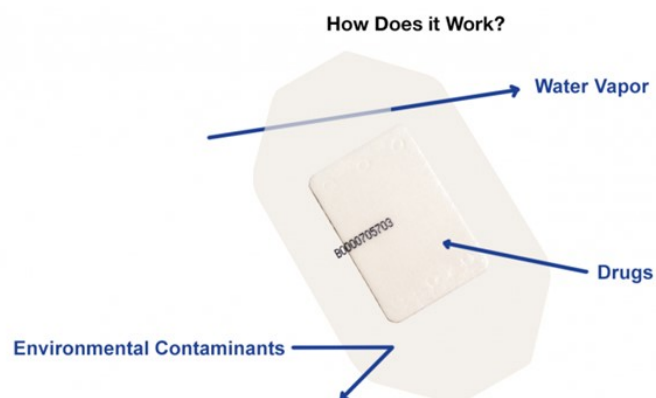 How Does it Work?
Water Vapor
B0000705703
Drugs
Environmental Contaminants